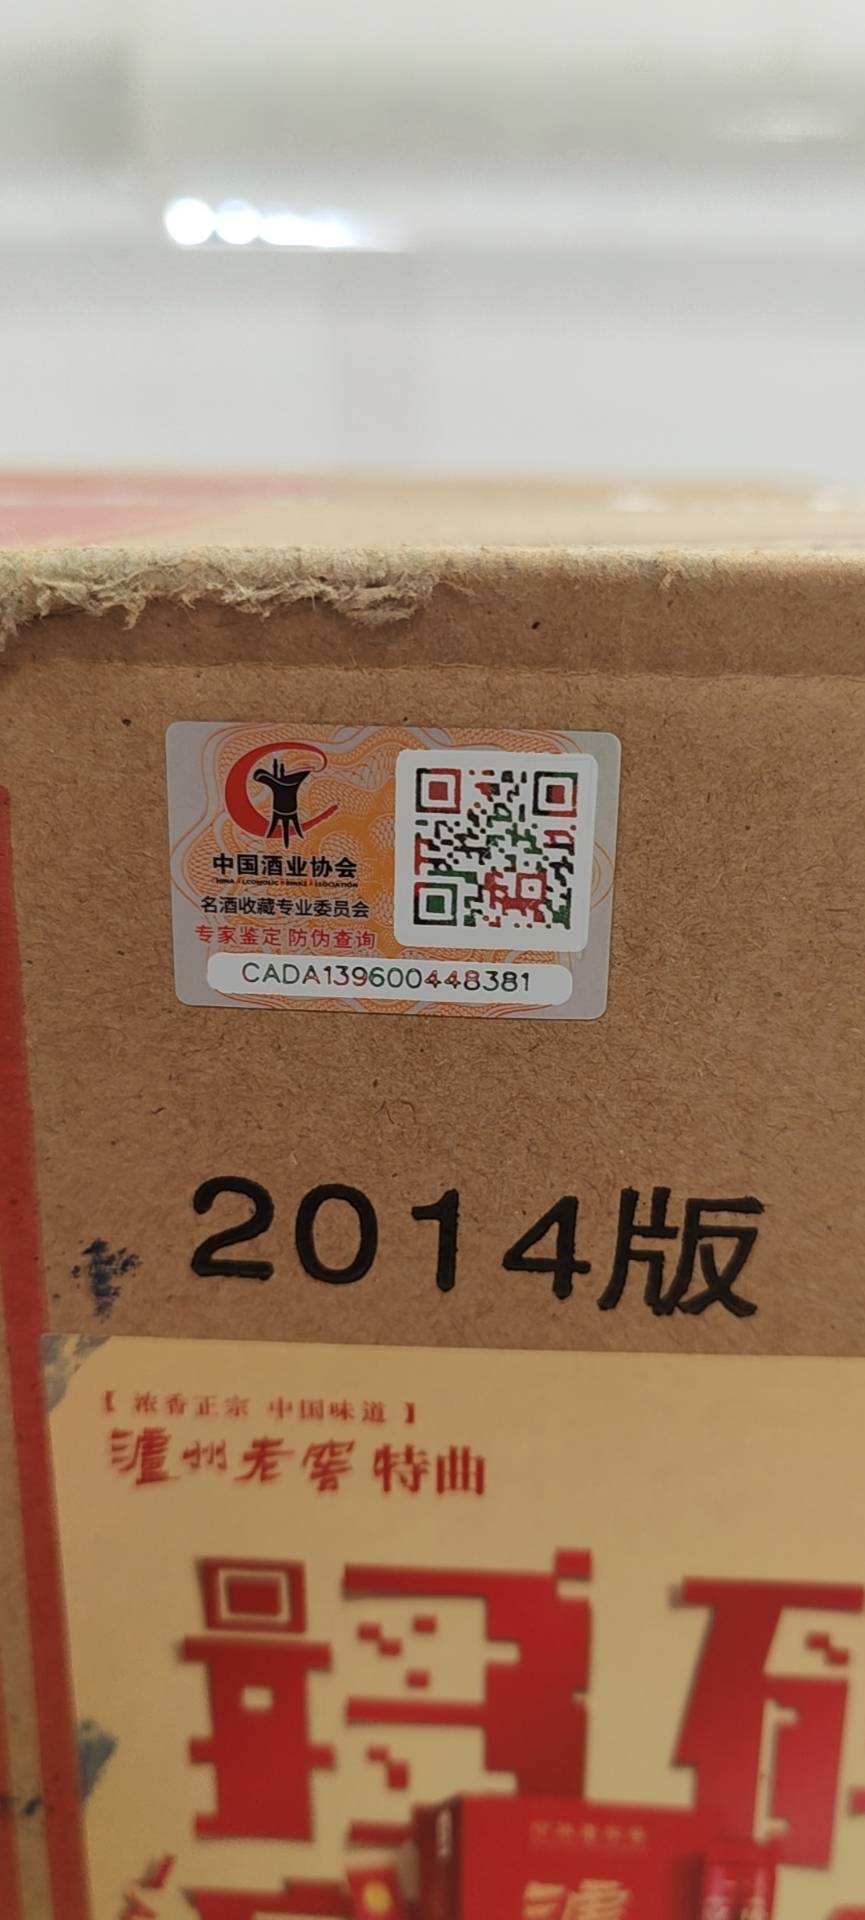 中国酒业协会
名酒收藏专业委员会
专家鉴定 防伪查询
CADA139600448381
2014版
【 浓香正宗 中国味道 】
泸州老窖 特曲